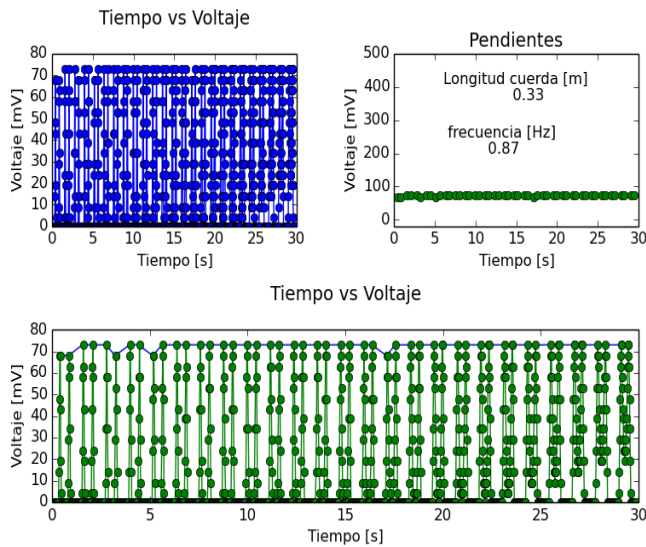 Tiempo vs Voltaje
80
70
60
50
40
30
20
10
0
Voltaje [mV]
0 5 10 15 20 25 30
Tiempo [s]
Pendientes
500
400
300
200
100
0
Voltaje [mV]
Longitud cuerda [m]
0.33
frecuencia [Hz]
0.87
0 5 10 15 20 25 30
Tiempo [s]
Tiempo vs Voltaje
80
70
60
50
40
30
20
10
0
Voltaje [mV]
0 5 10 15 20 25 30
Tiempo [s]